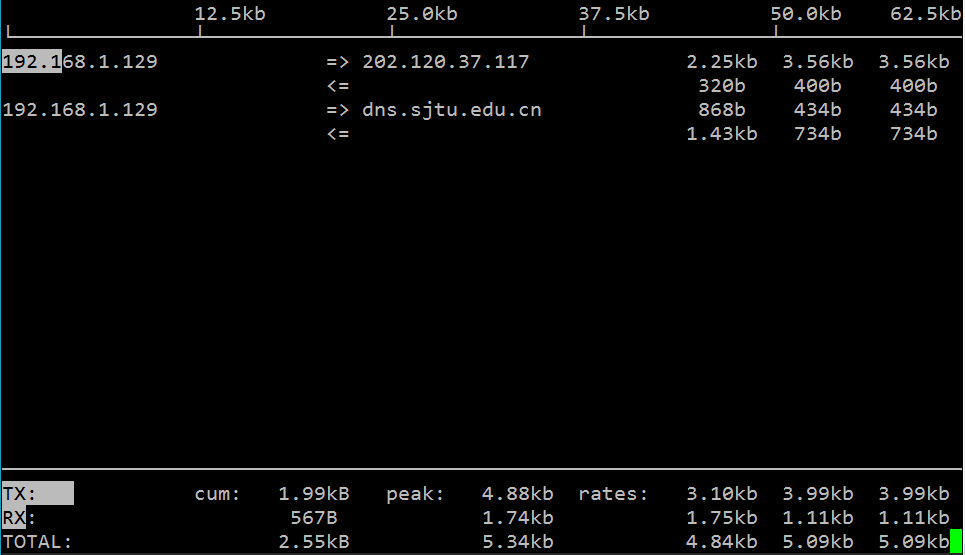 12.5kb 25.0kb 37.5kb 50.0kb 62.5kb
192.168.1.129 => 202.120.37.117 2.25kb 3.56kb 3.56kb
<= 320b 400b 400b
192.168.1.129 => dns.sjtu.edu.cn 868b 434b 434b
<= 1.43kb 734b 734b
TX: cum: 1.99kB peak: 4.88kb rates: 3.10kb 3.99kb 3.99kb
RX: 567B 1.74kb 1.75kb 1.11kb 1.11kb
TOTAL: 2.55kB 5.34kb 4.84kb 5.09kb 5.09kb